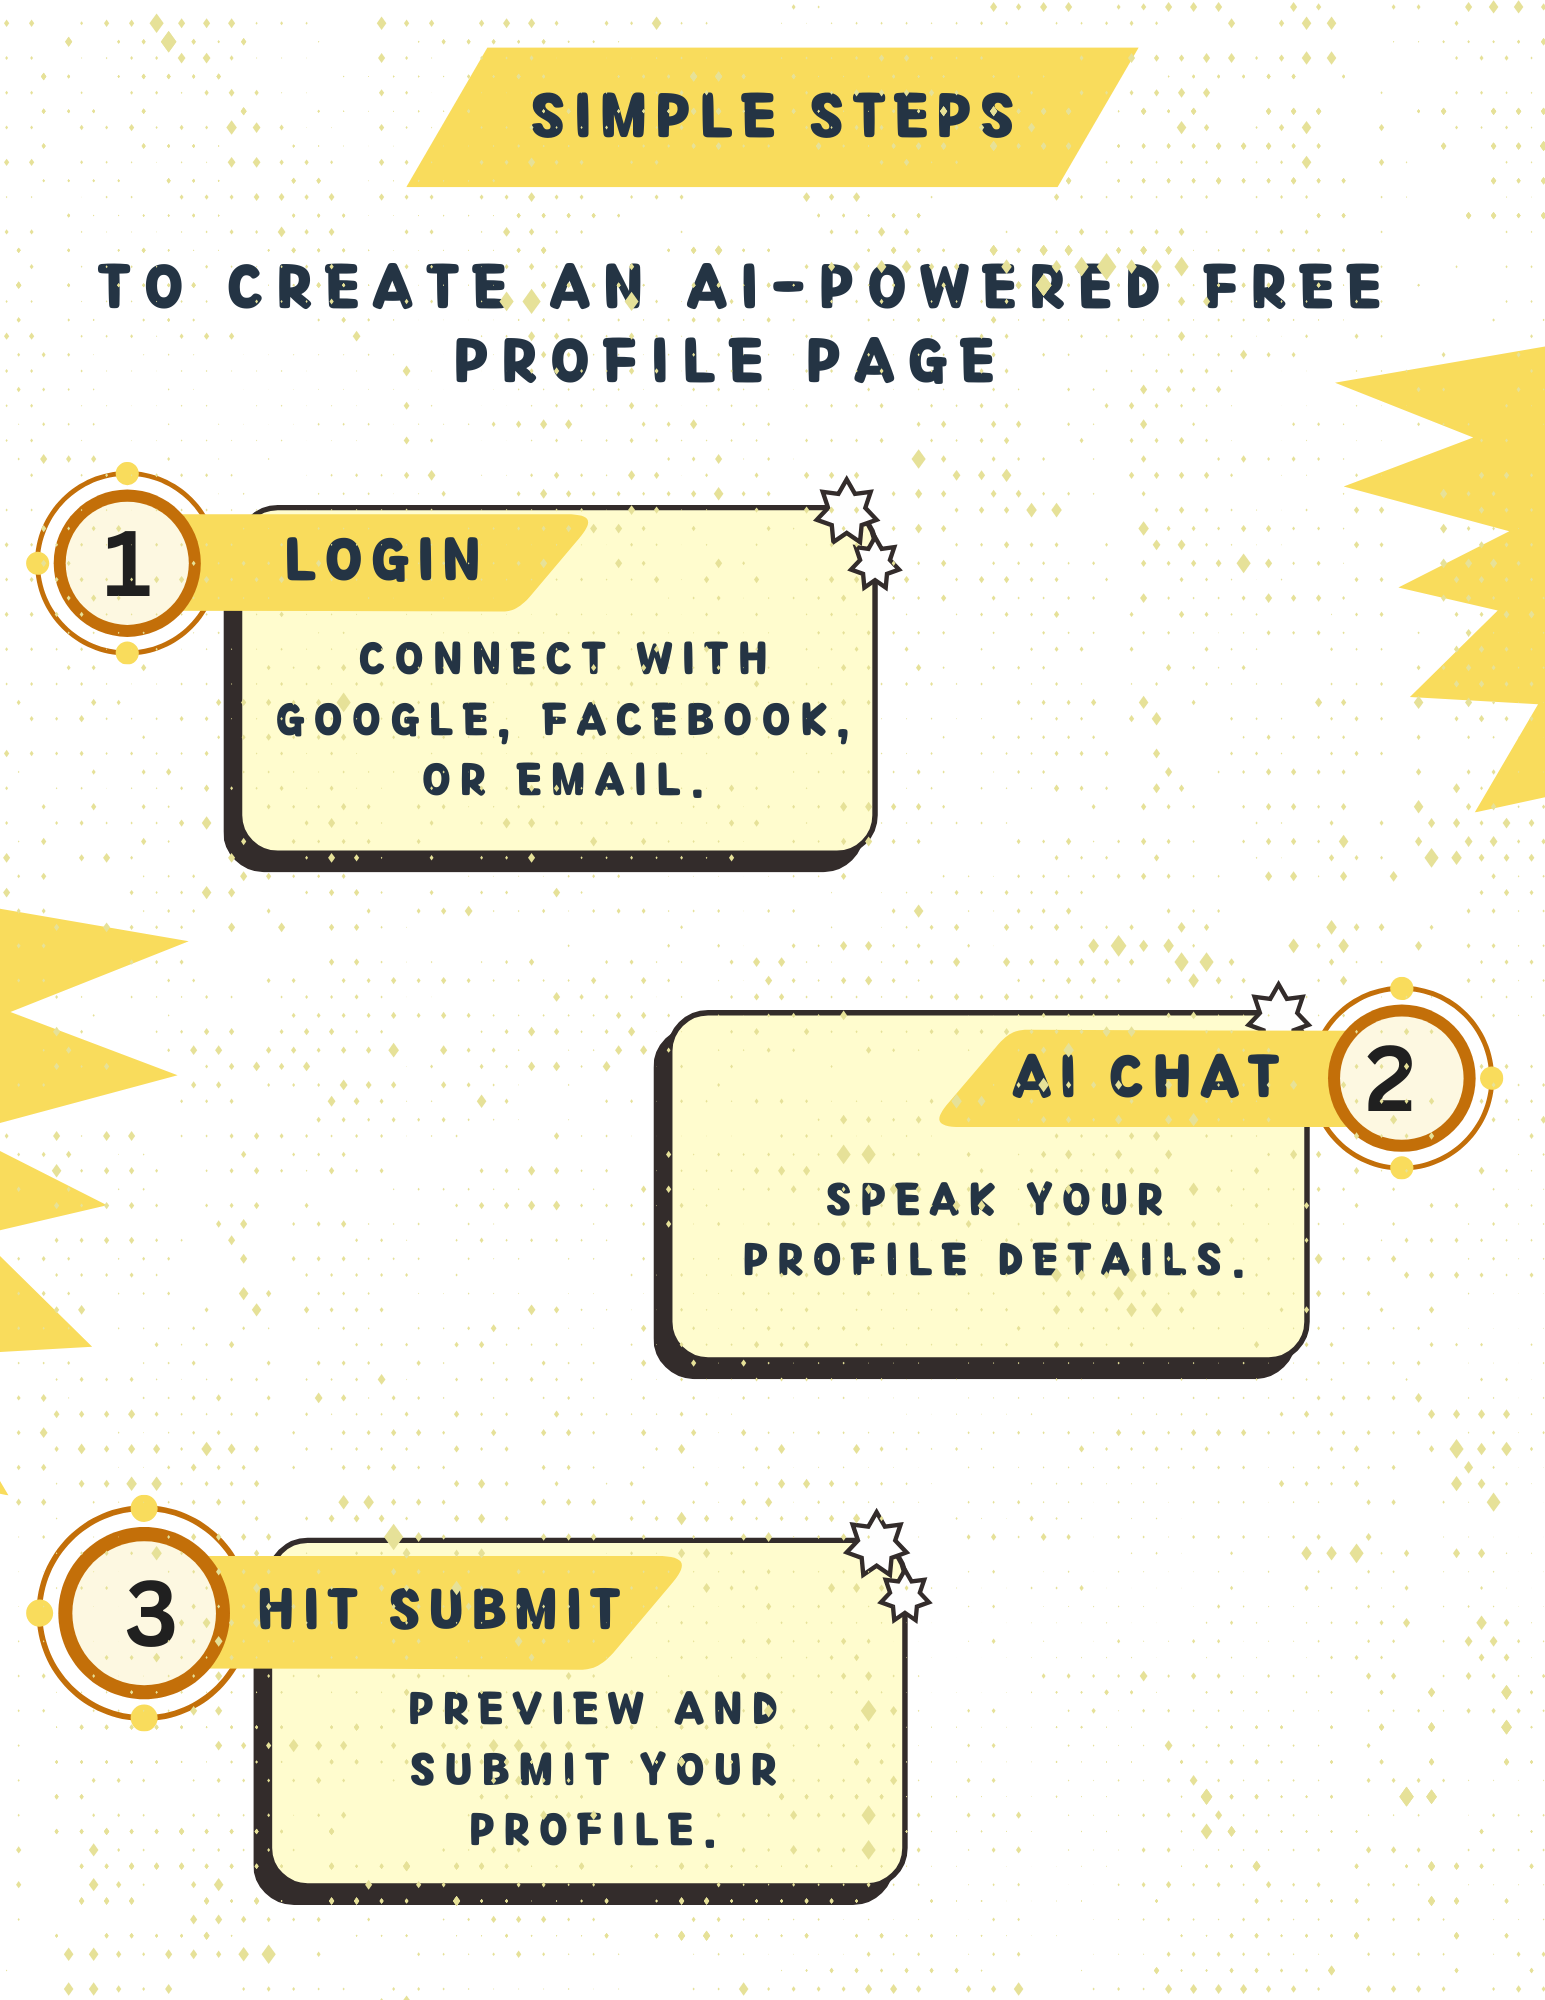 SIMPLE STEPS
TO CREATE AN AI-POWERED FREE
PROFILE PAGE
1
LOGIN
CONNECT WITH
GOOGLE, FACEBOOK,
OR EMAIL.
AI CHAT
2
SPEAK YOUR
PROFILE DETAILS.
3
HIT SUBMIT
PREVIEW AND
SUBMIT YOUR
PROFILE.